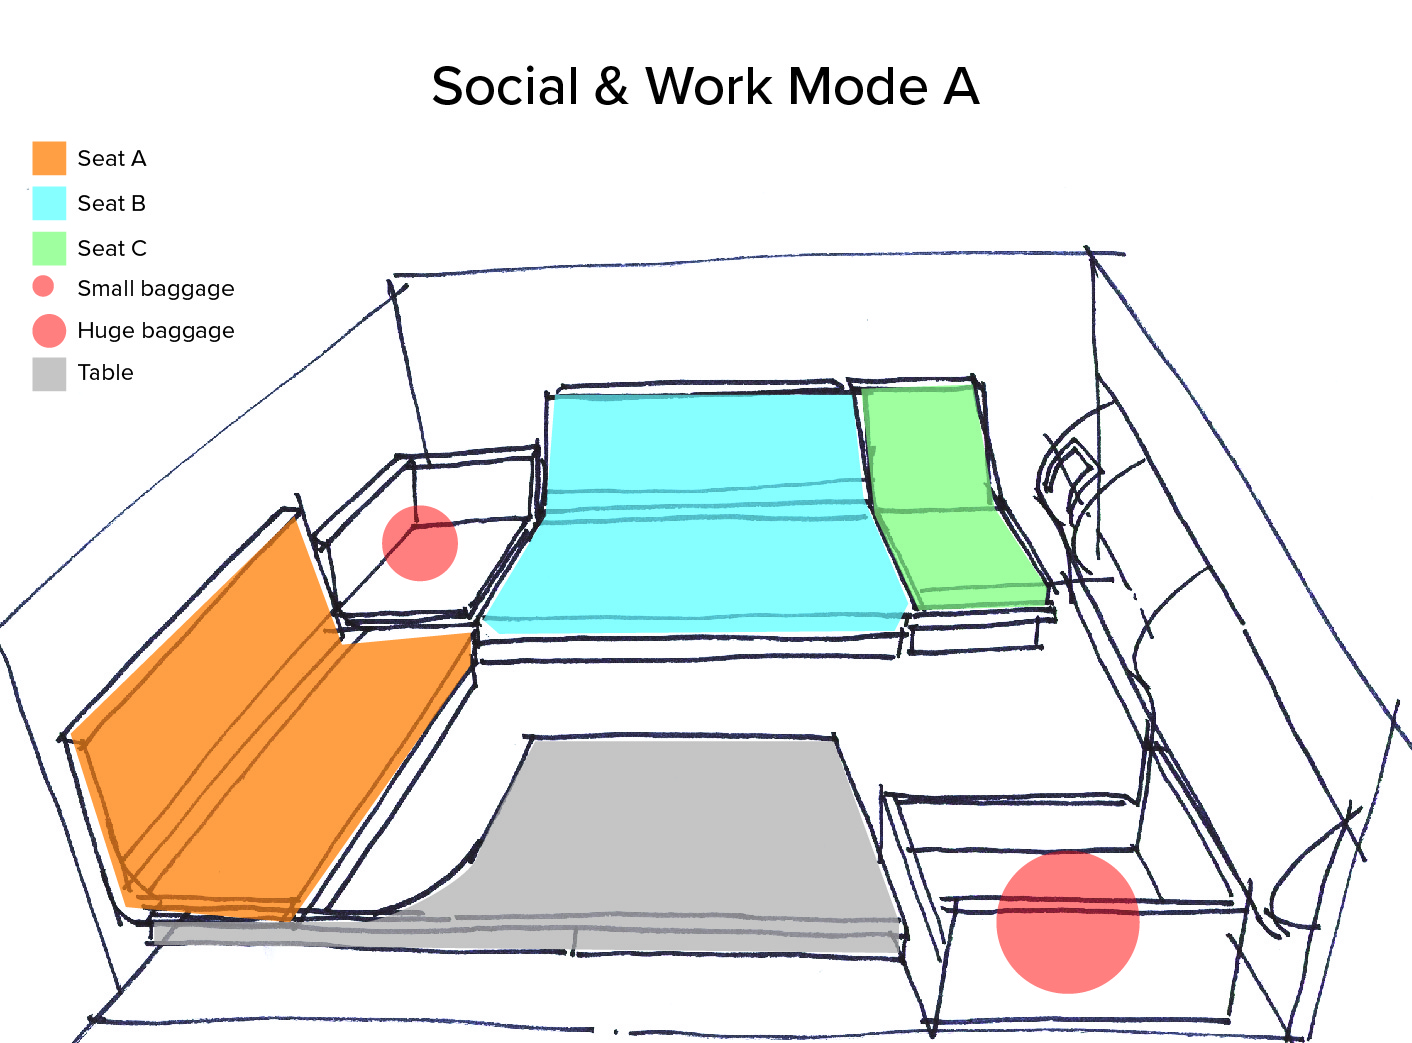 Social & Work Mode A
Seat A
Seat B
Seat C
Small baggage
Huge baggage
Table